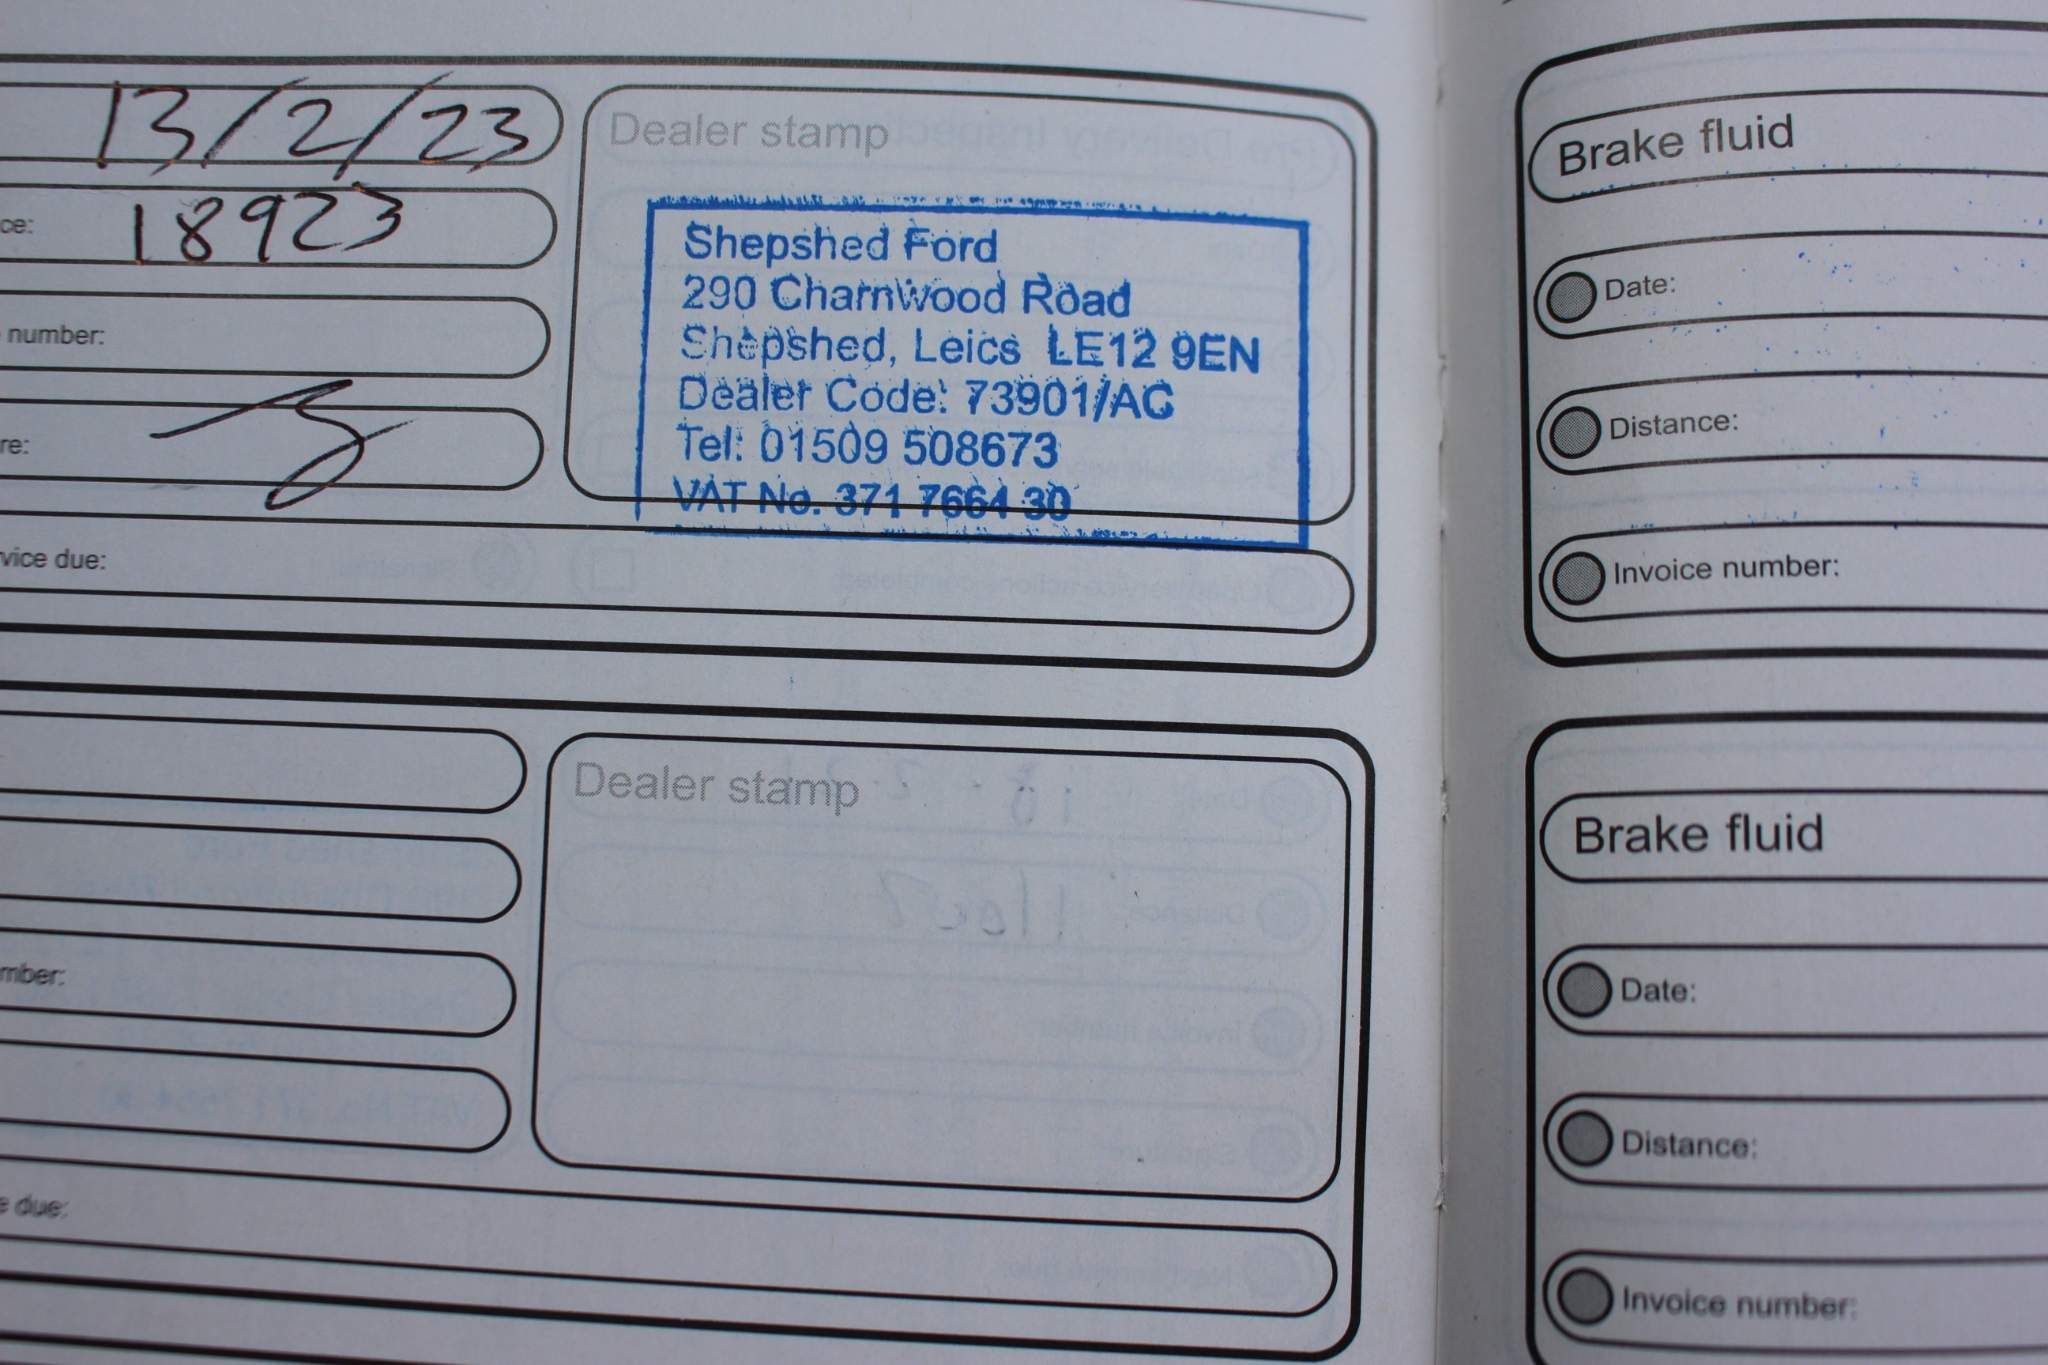 13/2/23
ce: 18923
number:
re:
Dealer stamp
Shepshed Ford
290 CharnWood Road
Shepshed, Leics LE12 9EN
Dealer Code: 73901/AC
Tel: 01509 508673
VAT No. 371 7664 30
vice due:
Dealer stamp
mber:
e due:
Brake fluid
Date:
Distance:
Invoice number:
Brake fluid
Date:
Distance:
Invoice number: